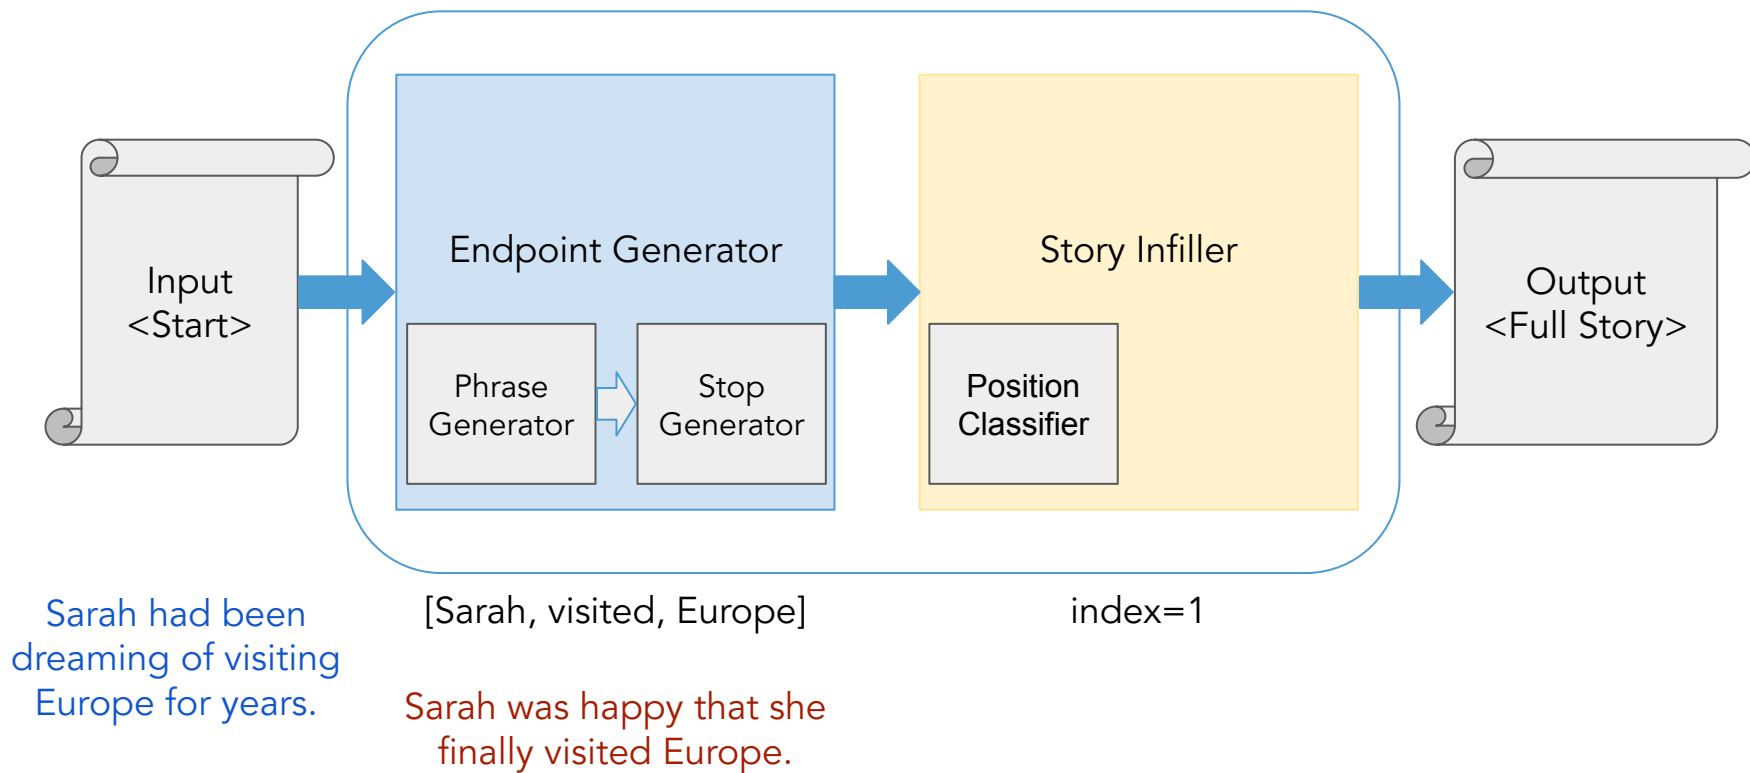 Input
<Start>
Endpoint Generator
Phrase
Generator
Stop
Generator
Story Infiller
Position
Classifier
Output
<Full Story>
Sarah had been
dreaming of visiting
Europe for years.
[Sarah, visited, Europe]
Sarah was happy that she
finally visited Europe.
index=1